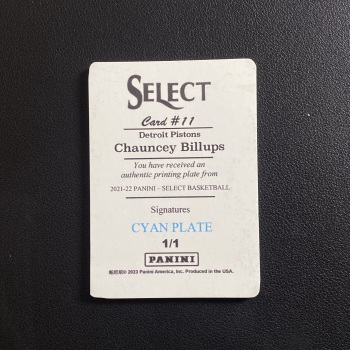 SELECT
Card #11
Detroit Pistons
Chauncey Billups
You have received an
authentic printing plate from
2021-22 PANINI – SELECT BASKETBALL
Signatures
CYAN PLATE
1/1
PANINI
© 2023 Panini America, Inc. Produced in the USA.